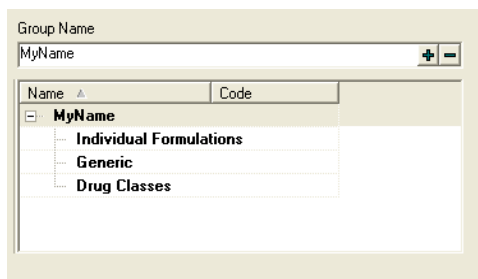 Group Name
MyName
Name Code
MyName
Individual Formulations
Generic
Drug Classes